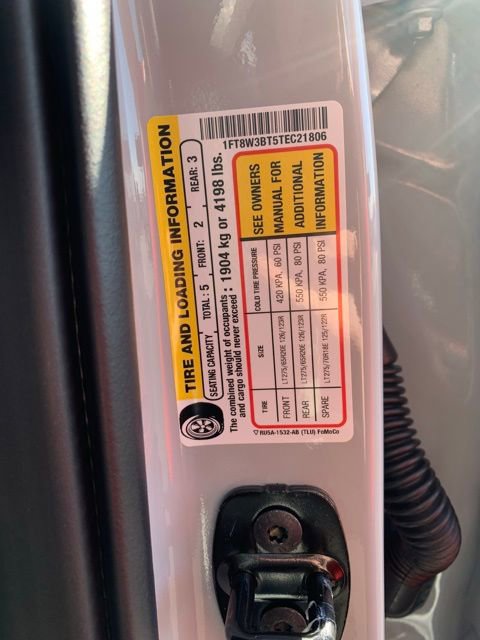 1FT8W3BT5TEC21806
TIRE AND LOADING INFORMATION
SEATING CAPACITY TOTAL: 5 FRONT: 2 REAR: 3
The combined weight of occupants : 1904 kg or 4198 lbs.
and cargo should never exceed
TIRE SIZE COLD TIRE PRESSURE
FRONT LT275/65R20E 126/123R 420 KPA, 60 PSI
REAR LT275/65R20E 126/123R 550 KPA, 80 PSI
SPARE LT275/70R18E 125/122R 550 KPA, 80 PSI
SEE OWNERS
MANUAL FOR
ADDITIONAL
INFORMATION
RU5A-1532-AB (TLU) FoMoCo